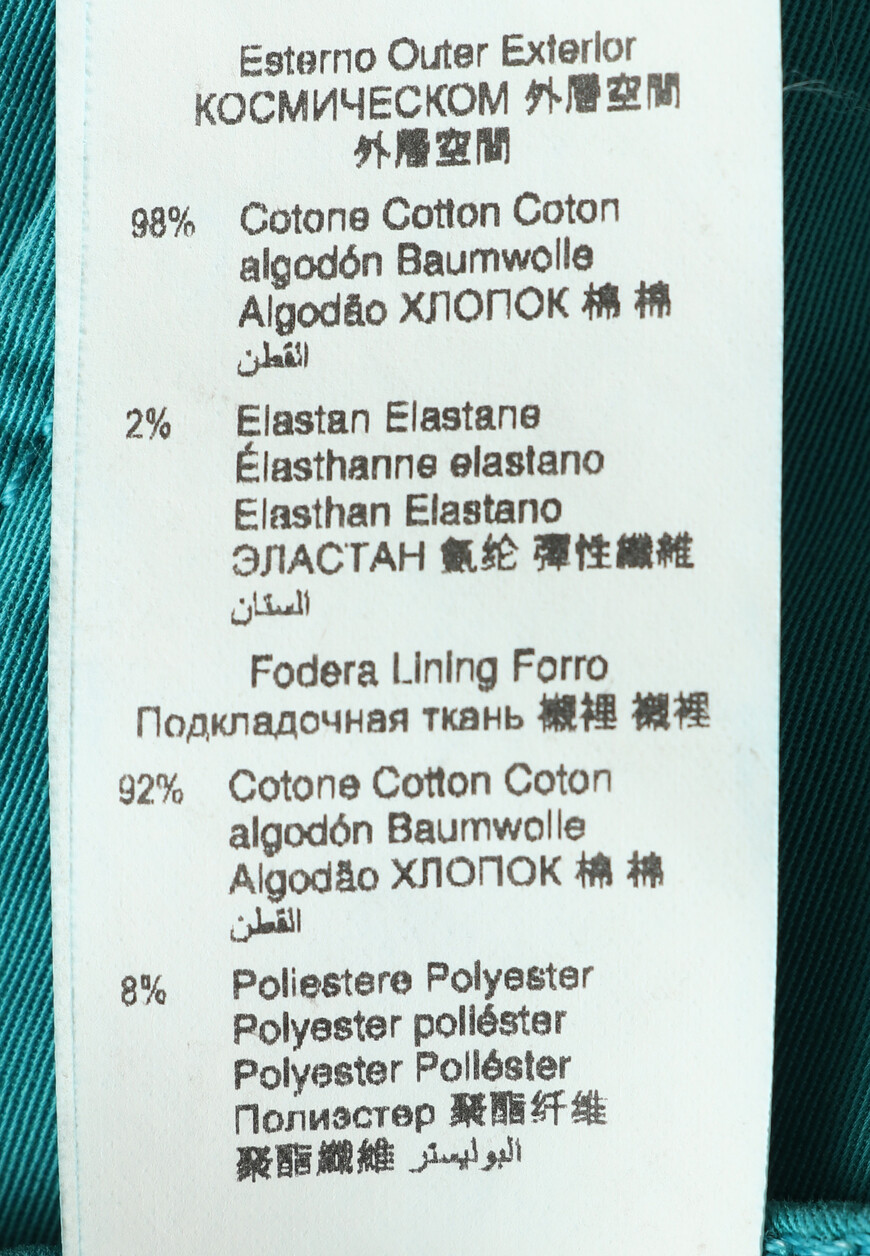 Esterno Outer Exterior
КОСМИЧЕСКОМ 外層空間
外層空間
98% Cotone Cotton Coton
algodón Baumwolle
Algodão ХЛОПОК 棉 棉
القطن
2% Elastan Elastane
Élasthanne elastano
Elasthan Elastano
ЭЛАСТАН 氨纶 彈性纖維
الستان
Fodera Lining Forro
Подкладочная ткань 襯裡 襯裡
92% Cotone Cotton Coton
algodón Baumwolle
Algodão ХЛОПОК 棉 棉
القطن
8% Poliestere Polyester
Polyester poliéster
Polyester Poliéster
Полиэстер 聚酯纤维
聚酯纖維 البوليستر